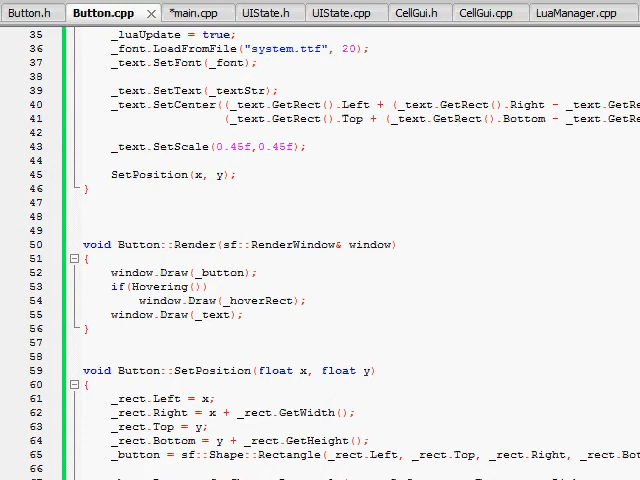 Button.h Button.cpp *main.cpp UIState.h UIState.cpp CellGui.h CellGui.cpp LuaManager.cpp
35 _luaUpdate = true;
36 _font.LoadFromFile("system.ttf", 20);
37 _text.SetFont(_font);
38
39 _text.SetText(_textStr);
40 _text.SetCenter((_text.GetRect().Left + (_text.GetRect().Right - _text.GetRe
41 (_text.GetRect().Top + (_text.GetRect().Bottom - _text.GetRe
42
43 _text.SetScale(0.45f,0.45f);
44
45 SetPosition(x, y);
46 }
47
48
49
50 void Button::Render(sf::RenderWindow& window)
51 {
52 window.Draw(_button);
53 if(Hovering())
54 window.Draw(_hoverRect);
55 window.Draw(_text);
56 }
57
58
59 void Button::SetPosition(float x, float y)
60 {
61 _rect.Left = x;
62 _rect.Right = x + _rect.GetWidth();
63 _rect.Top = y;
64 _rect.Bottom = y + _rect.GetHeight();
65 _button = sf::Shape::Rectangle(_rect.Left, _rect.Top, _rect.Right, _rect.Bot
66